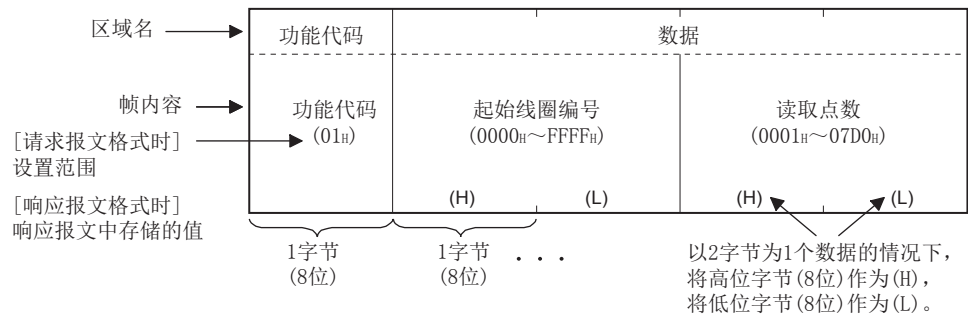 区域名
功能代码
数据
帧内容
[请求报文格式时]
设置范围
[响应报文格式时]
响应报文中存储的值
功能代码
(01H)
起始线圈编号
(0000H～FFFFH)
读取点数
(0001H～07D0H)
(H)
(L)
(H)
(L)
1字节
(8位)
1字节
(8位)
...
以2字节为1个数据的情况下，
将高位字节(8位)作为(H)，
将低位字节(8位)作为(L)。